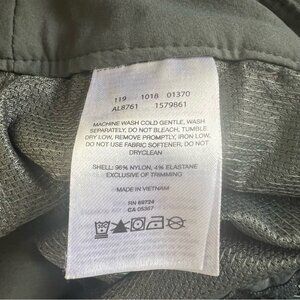 119 1018 01370
AL8761 1579861
MACHINE WASH COLD GENTLE, WASH
SEPARATELY, DO NOT BLEACH, TUMBLE
DRY LOW, REMOVE PROMPTLY, IRON LOW,
DO NOT USE FABRIC SOFTENER, DO NOT
DRYCLEAN
SHELL: 96% NYLON, 4% ELASTANE
EXCLUSIVE OF TRIMMING
MADE IN VIETNAM
RN 69724
CA 05367